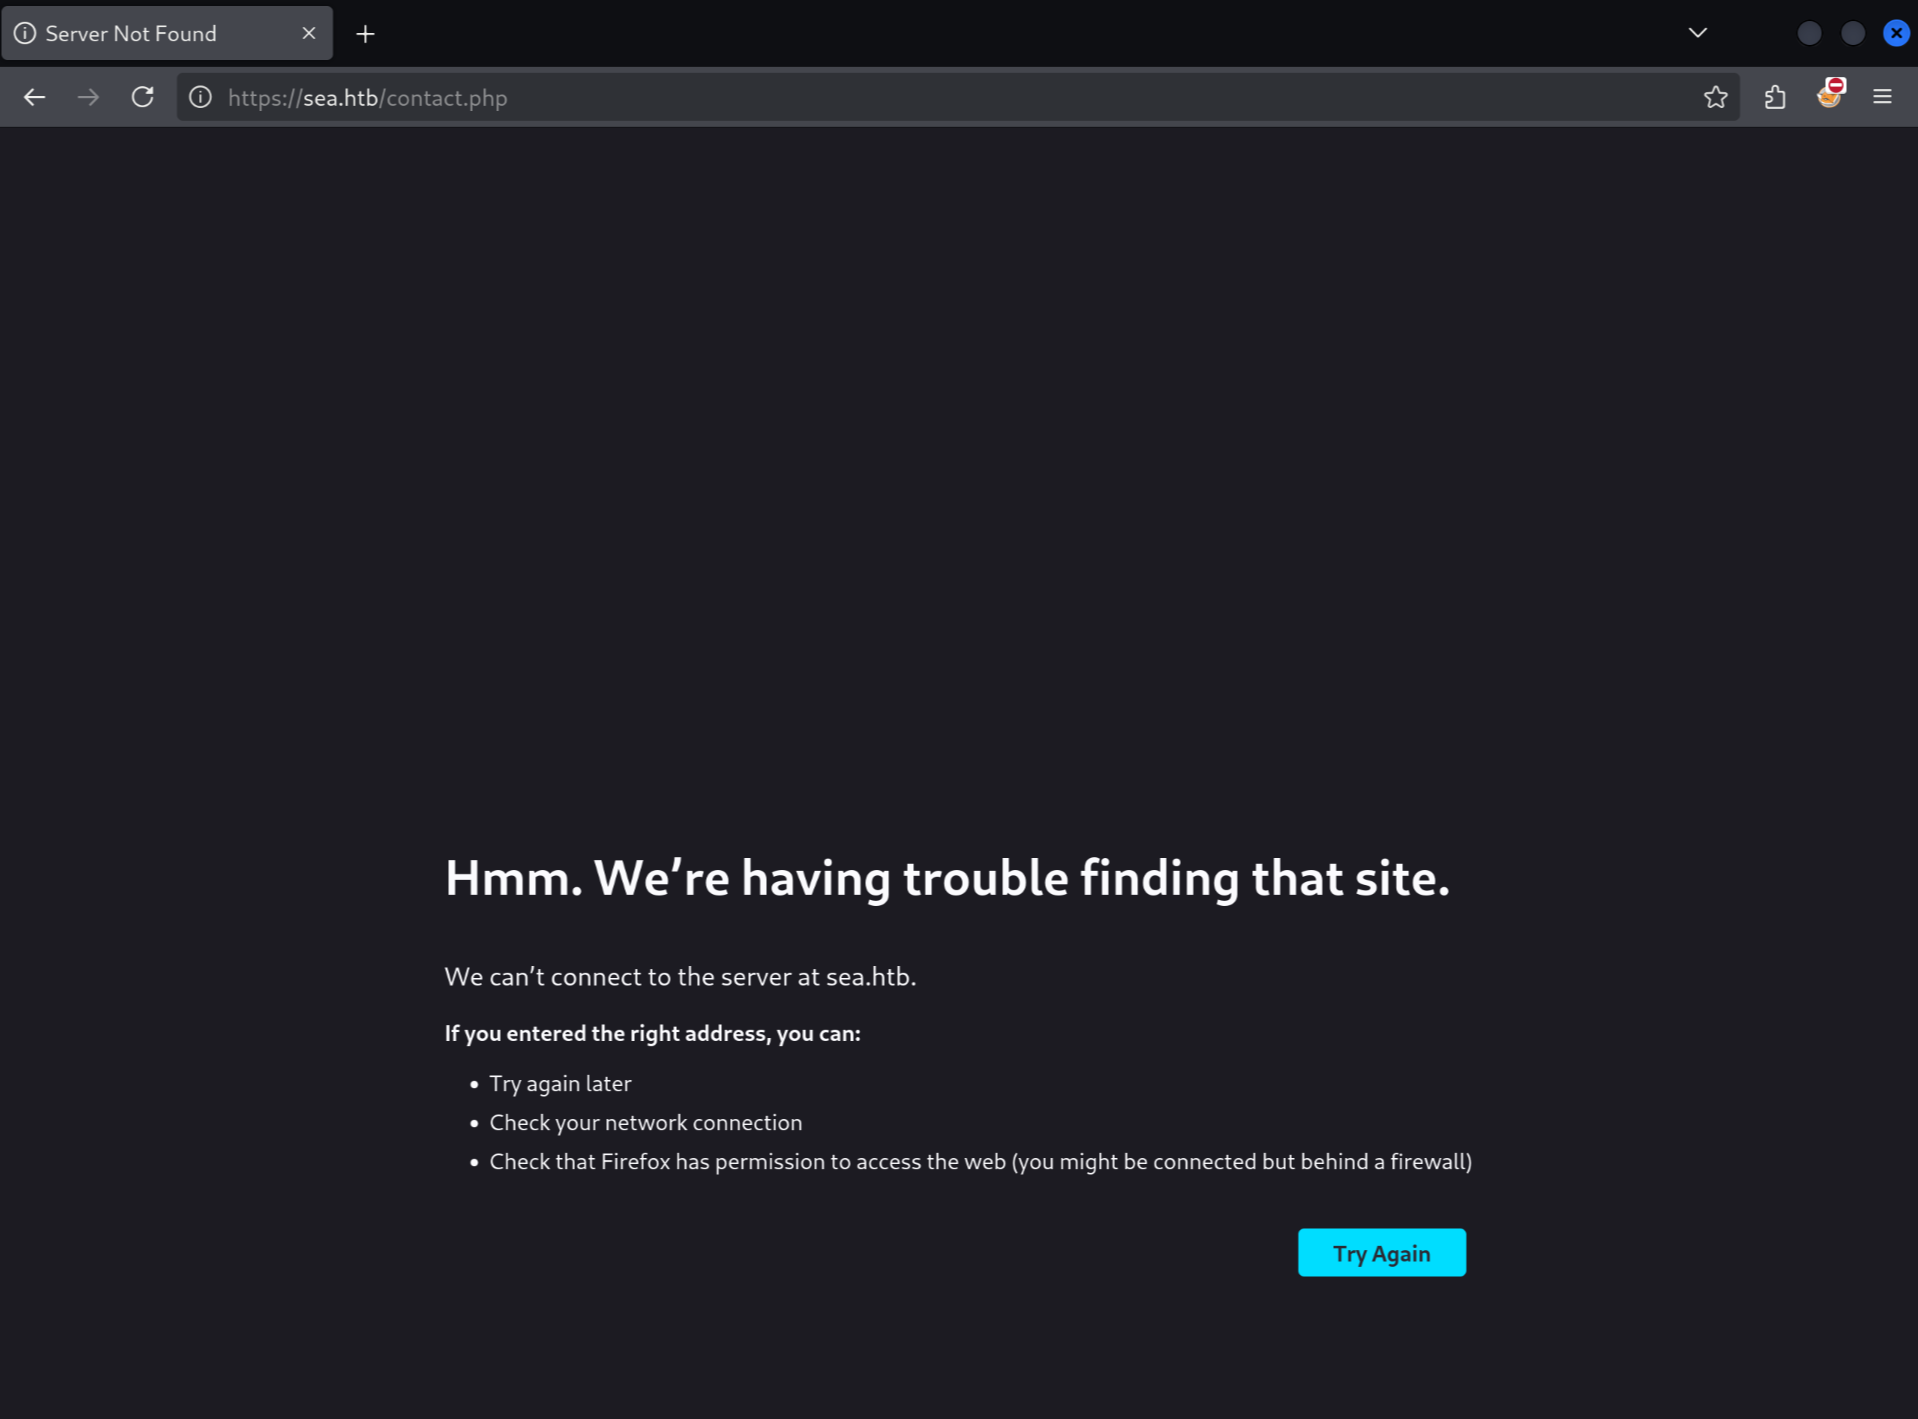 Server Not Found
https://sea.htb/contact.php
Hmm. We’re having trouble finding that site.
We can’t connect to the server at sea.htb.
If you entered the right address, you can:
Try again later
Check your network connection
Check that Firefox has permission to access the web (you might be connected but behind a firewall)
Try Again